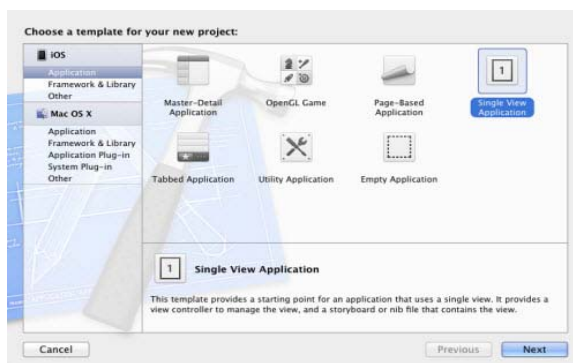 Choose a template for your new project:
iOS
Application
Framework & Library
Other
Mac OS X
Application
Framework & Library
Application Plug-in
System Plug-in
Other
Master-Detail
Application
OpenGL Game
Page-Based
Application
1
Single View
Application
Tabbed Application
Utility Application
Empty Application
1
Single View Application
This template provides a starting point for an application that uses a single view. It provides a
view controller to manage the view, and a storyboard or nib file that contains the view.
Cancel
Previous
Next